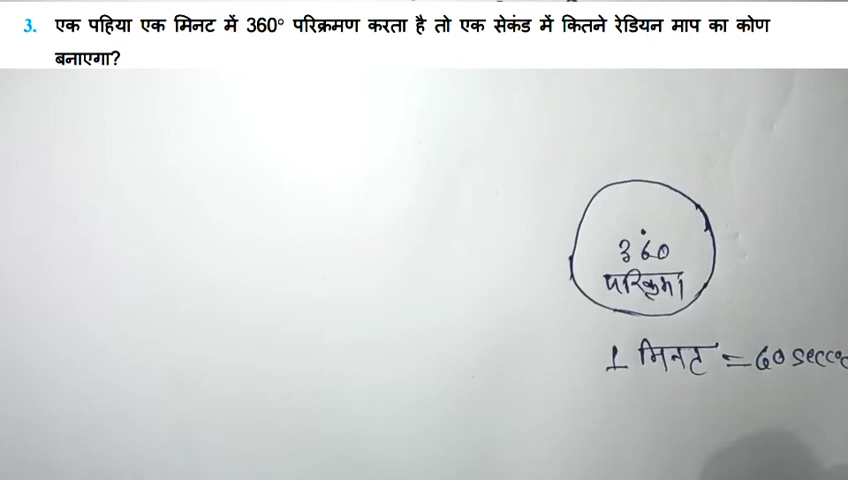 3. एक पहिया एक मिनट में 360° परिक्रमण करता है तो एक सेकंड में कितने रेडियन माप का कोण
बनाएगा?
360°
परिक्रमा
1 मिनट = 60 secco